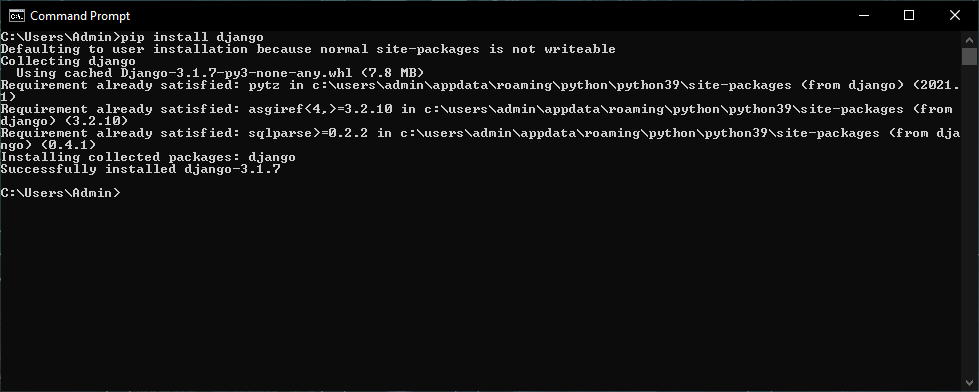 Command Prompt
C:\Users\Admin>pip install django
Defaulting to user installation because normal site-packages is not writeable
Collecting django
  Using cached Django-3.1.7-py3-none-any.whl (7.8 MB)
Requirement already satisfied: pytz in c:\users\admin\appdata\roaming\python\python39\site-packages (from django) (2021.
1)
Requirement already satisfied: asgiref<4,>=3.2.10 in c:\users\admin\appdata\roaming\python\python39\site-packages (from
django) (3.2.10)
Requirement already satisfied: sqlparse>=0.2.2 in c:\users\admin\appdata\roaming\python\python39\site-packages (from dja
ngo) (0.4.1)
Installing collected packages: django
Successfully installed django-3.1.7
C:\Users\Admin>